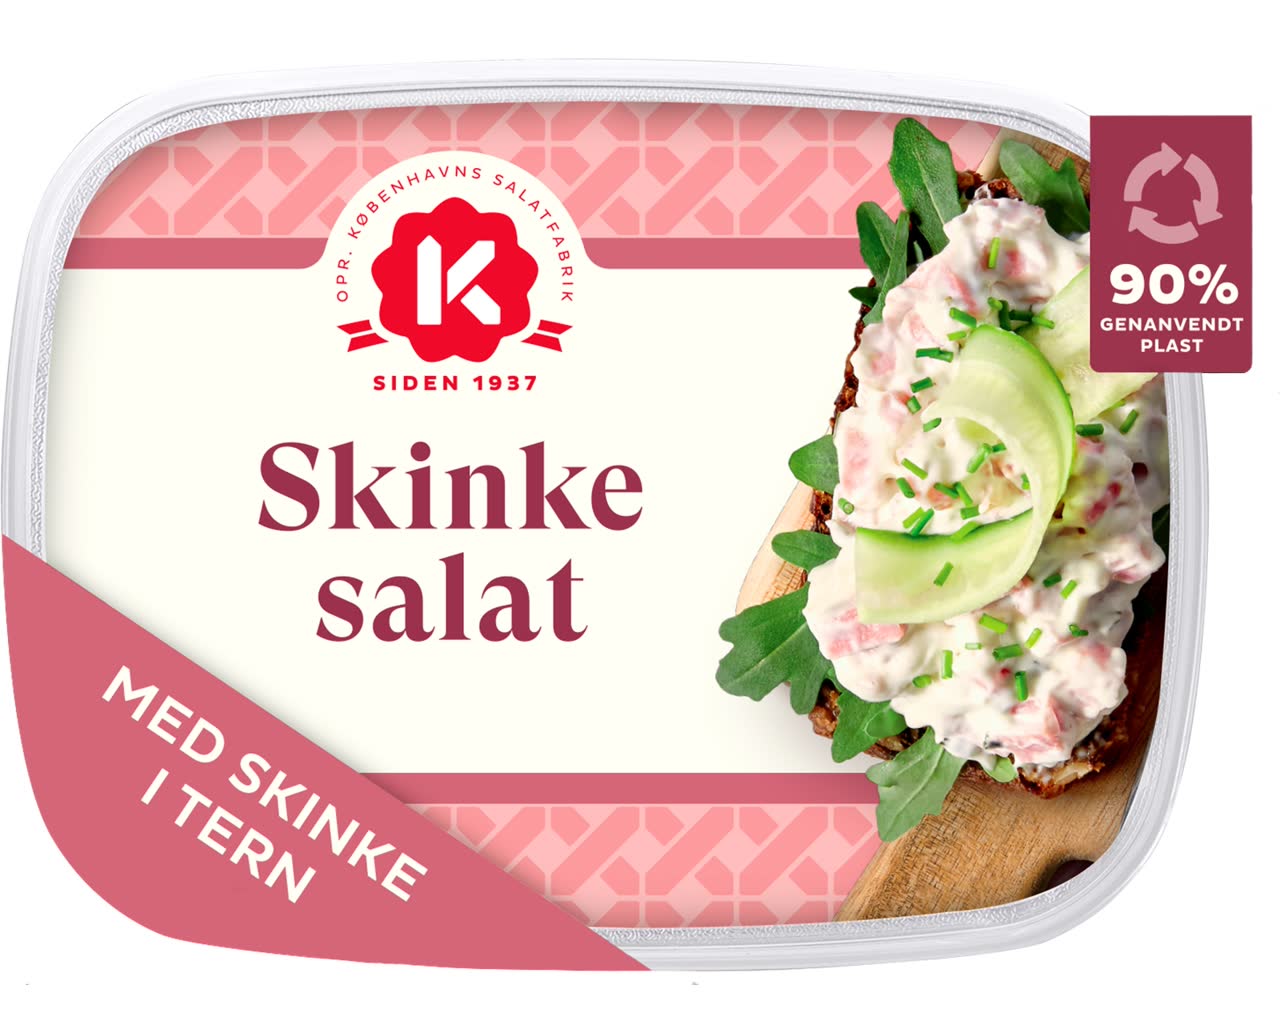 OPR. KØBENHAVNS SALATFABRIK
K
SIDEN 1937
Skinke
salat
MED SKINKE
I TERN
90%
GENANVENDT
PLAST